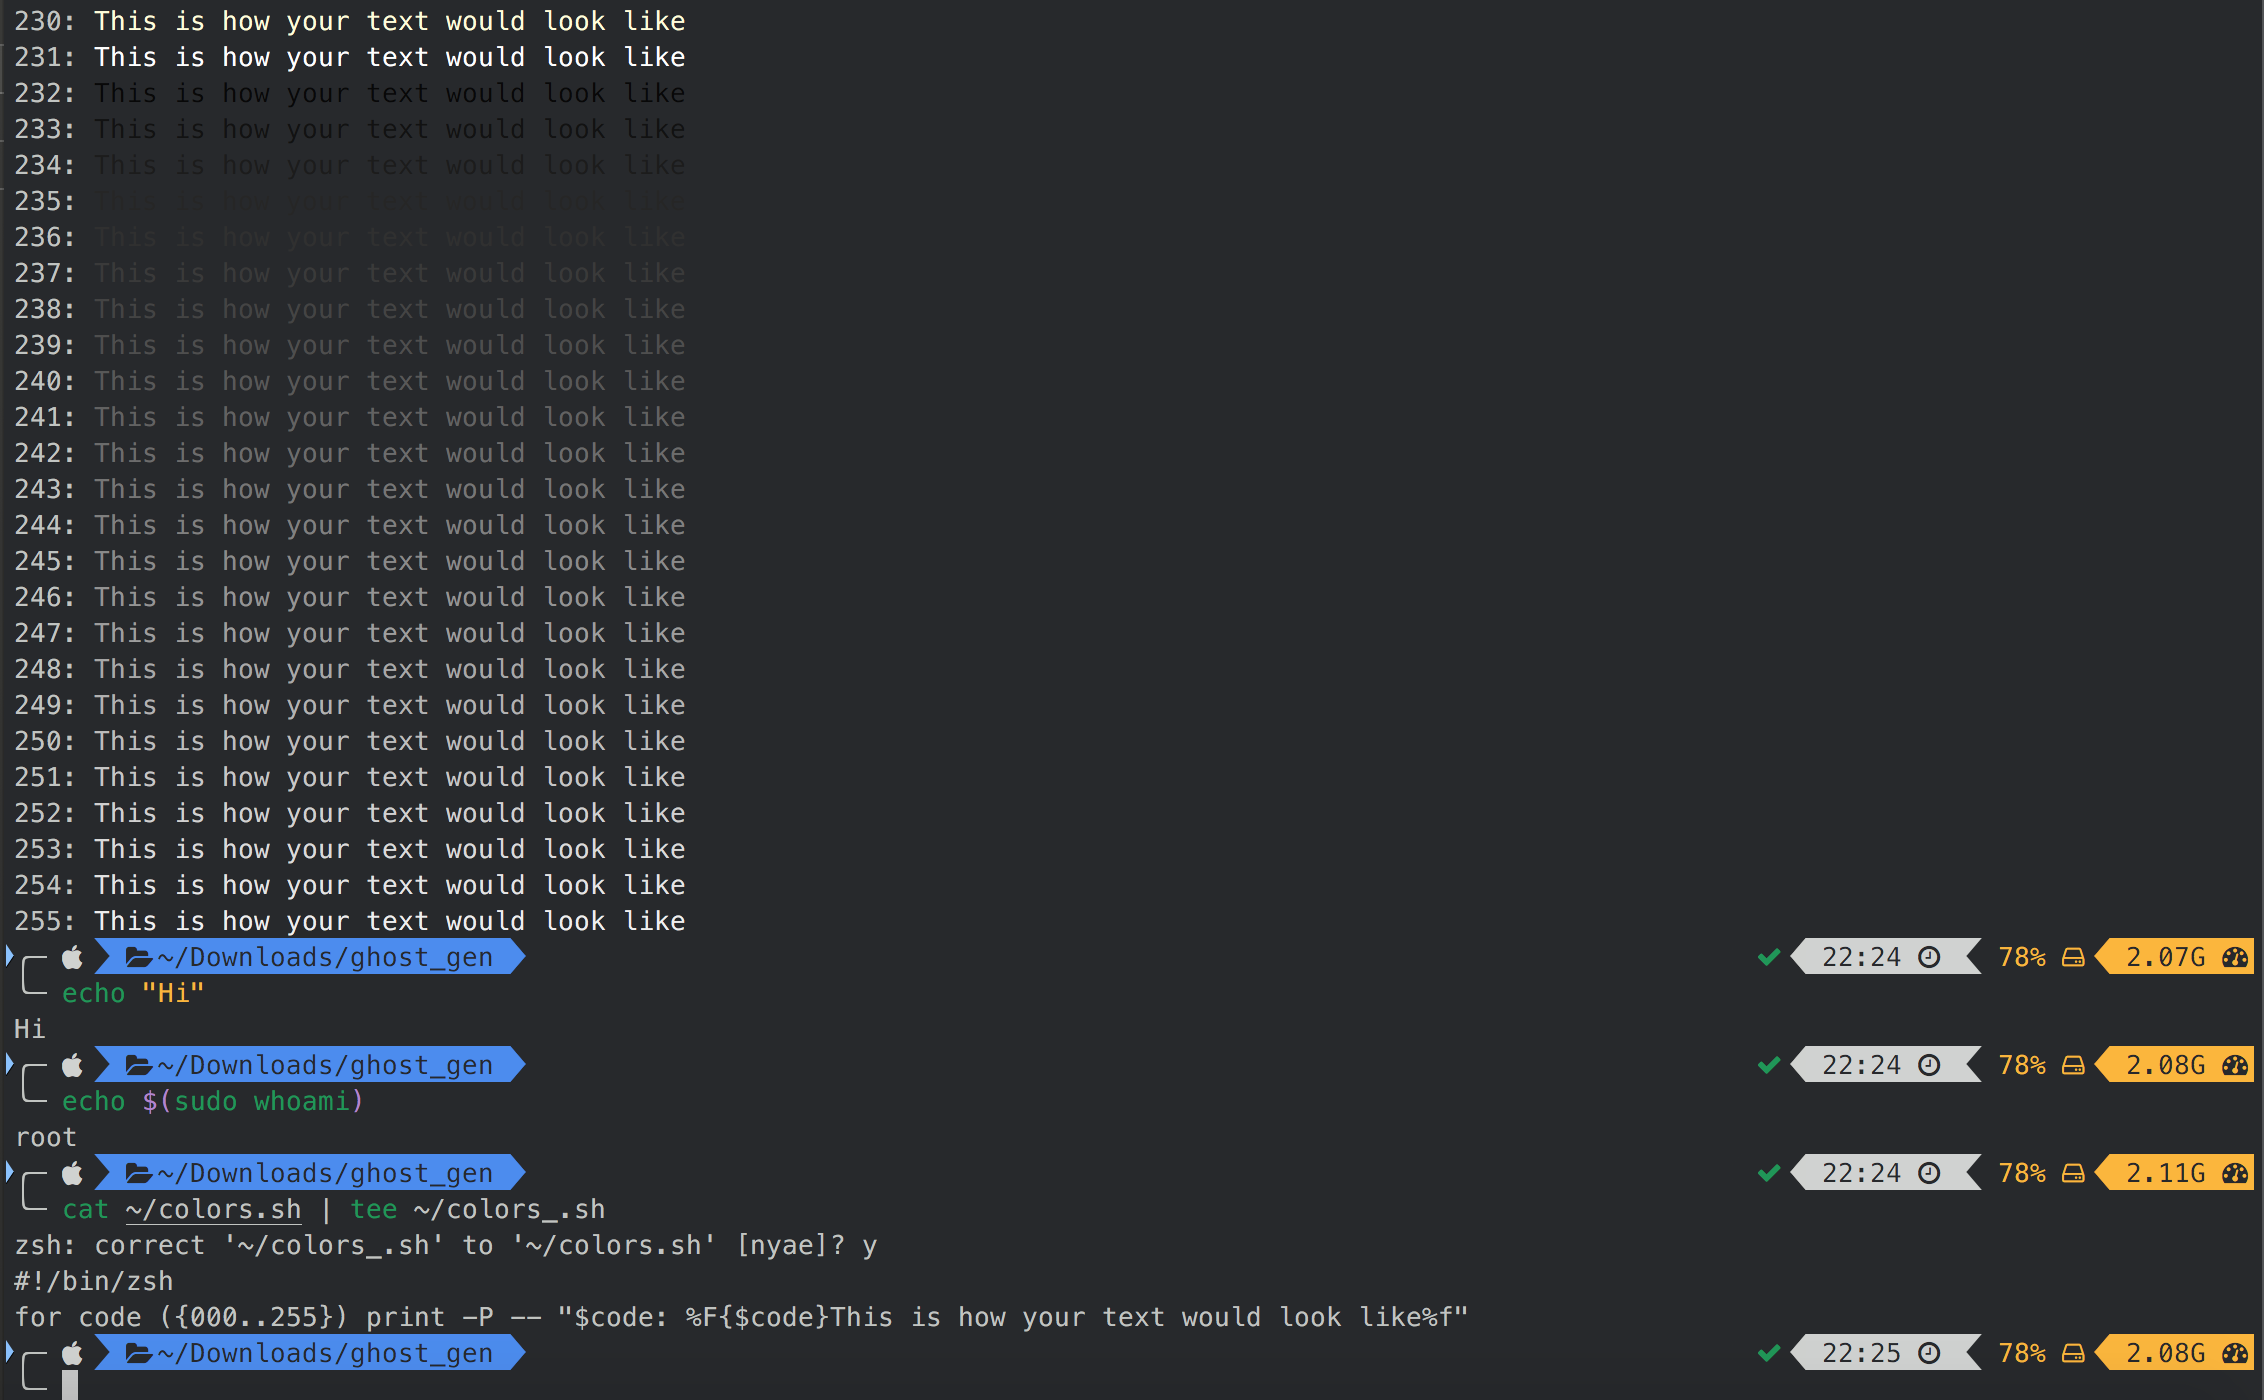 230: This is how your text would look like
231: This is how your text would look like
232: This is how your text would look like
233: This is how your text would look like
234: This is how your text would look like
235: This is how your text would look like
236: This is how your text would look like
237: This is how your text would look like
238: This is how your text would look like
239: This is how your text would look like
240: This is how your text would look like
241: This is how your text would look like
242: This is how your text would look like
243: This is how your text would look like
244: This is how your text would look like
245: This is how your text would look like
246: This is how your text would look like
247: This is how your text would look like
248: This is how your text would look like
249: This is how your text would look like
250: This is how your text would look like
251: This is how your text would look like
252: This is how your text would look like
253: This is how your text would look like
254: This is how your text would look like
255: This is how your text would look like
~/Downloads/ghost_gen 22:24 78% 2.07G
echo "Hi"
Hi
~/Downloads/ghost_gen 22:24 78% 2.08G
echo $(sudo whoami)
root
~/Downloads/ghost_gen 22:24 78% 2.11G
cat ~/colors.sh | tee ~/colors_.sh
zsh: correct '~/colors_.sh' to '~/colors.sh' [nyae]? y
#!/bin/zsh
for code ({000..255}) print -P -- "$code: %F{$code}This is how your text would look like%f"
~/Downloads/ghost_gen 22:25 78% 2.08G